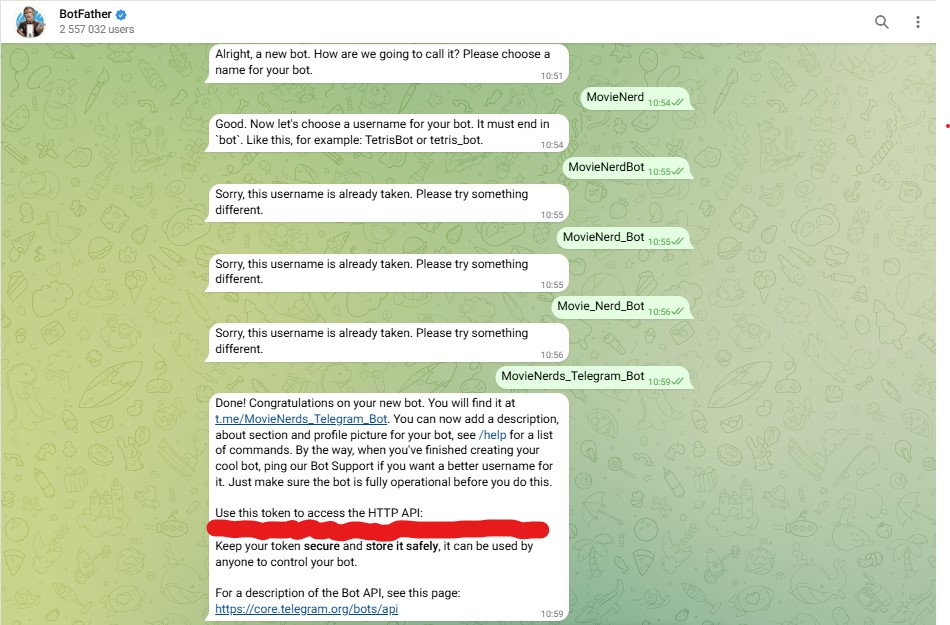 BotFather
2 557 032 users
Alright, a new bot. How are we going to call it? Please choose a
name for your bot.
10:51
MovieNerd
10:54
Good. Now let's choose a username for your bot. It must end in
`bot`. Like this, for example: TetrisBot or tetris_bot.
10:54
MovieNerdBot
10:55
Sorry, this username is already taken. Please try something
different.
10:55
MovieNerd_Bot
10:55
Sorry, this username is already taken. Please try something
different.
10:55
Movie_Nerd_Bot
10:56
Sorry, this username is already taken. Please try something
different.
10:56
MovieNerds_Telegram_Bot
10:59
Done! Congratulations on your new bot. You will find it at
t.me/MovieNerds_Telegram_Bot. You can now add a description,
about section and profile picture for your bot, see /help for a list
of commands. By the way, when you've finished creating your
cool bot, ping our Bot Support if you want a better username for
it. Just make sure the bot is fully operational before you do this.
Use this token to access the HTTP API:
Keep your token secure and store it safely, it can be used by
anyone to control your bot.
For a description of the Bot API, see this page:
https://core.telegram.org/bots/api
10:59